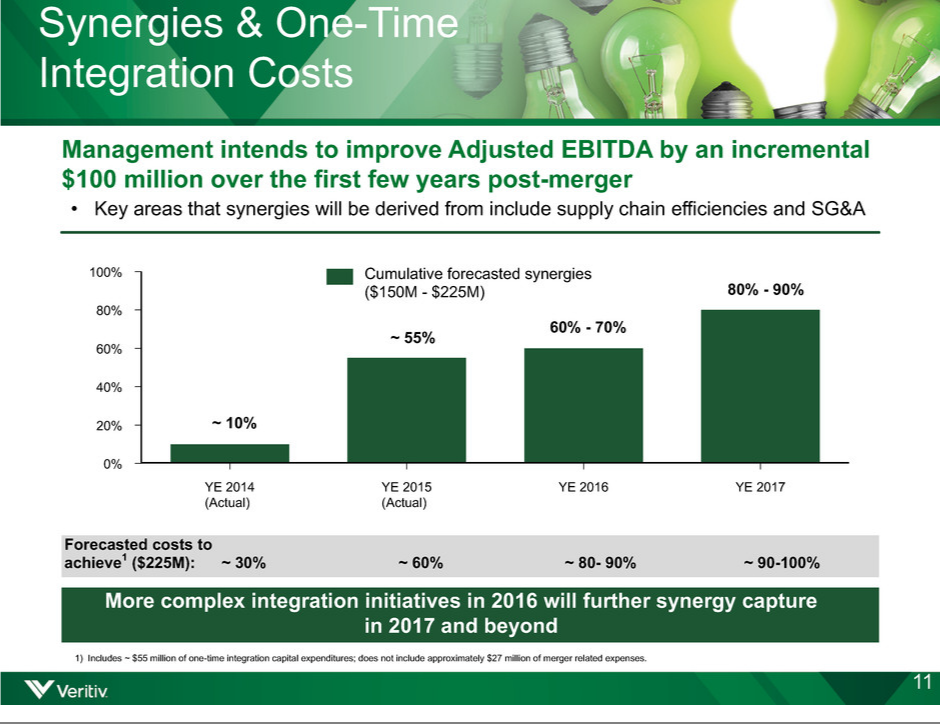 Synergies & One-Time
Integration Costs
Management intends to improve Adjusted EBITDA by an incremental
$100 million over the first few years post-merger
• Key areas that synergies will be derived from include supply chain efficiencies and SG&A
Cumulative forecasted synergies
($150M - $225M)
100%
80%
60%
40%
20%
0%
~ 10%
~ 55%
60% - 70%
80% - 90%
YE 2014
(Actual)
YE 2015
(Actual)
YE 2016
YE 2017
Forecasted costs to
achieve1 ($225M): ~ 30% ~ 60% ~ 80- 90% ~ 90-100%
More complex integration initiatives in 2016 will further synergy capture
in 2017 and beyond
1) Includes ~ $55 million of one-time integration capital expenditures; does not include approximately $27 million of merger related expenses.
Veritiv
11